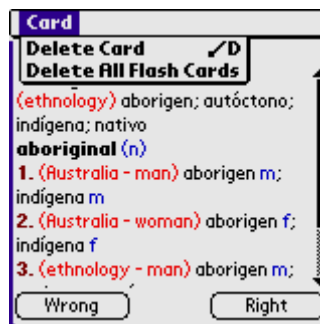 Card
Delete Card /D
Delete All Flash Cards
(ethnology) aborigen; autóctono;
indígena; nativo
aboriginal (n)
1. (Australia - man) aborigen m;
indígena m
2. (Australia - woman) aborigen f;
indígena f
3. (ethnology - man) aborigen m;
Wrong Right